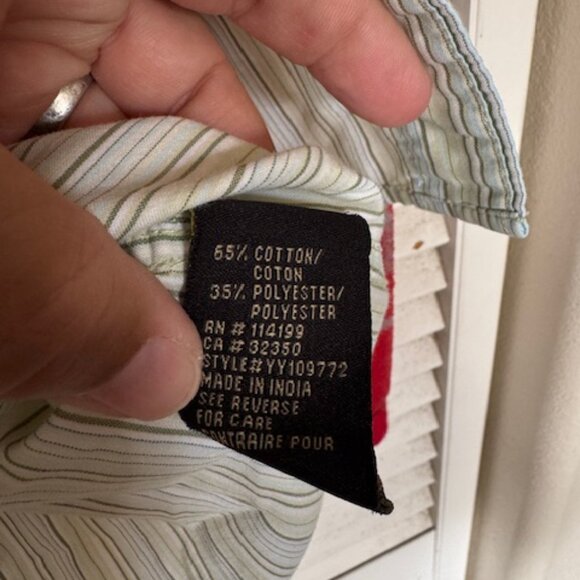 65% COTTON/
COTON
35% POLYESTER/
POLYESTER
RN # 114199
CA # 32350
STYLE#YY109772
MADE IN INDIA
SEE REVERSE
FOR CARE
CONTRAIRE POUR